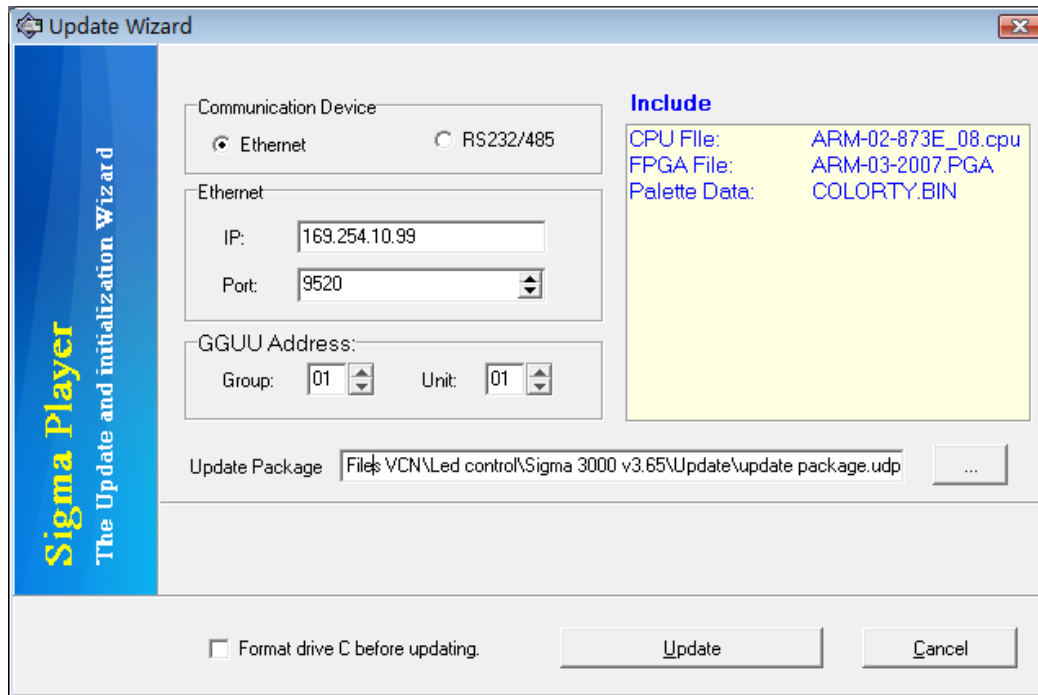 Update Wizard
Sigma Player
The Update and initialization Wizard
Communication Device
Ethernet
RS232/485
Ethernet
IP: 169.254.10.99
Port: 9520
GGUU Address:
Group: 01 Unit: 01
Include
CPU FIle: ARM-02-873E_08.cpu
FPGA File: ARM-03-2007.PGA
Palette Data: COLORTY.BIN
Update Package Files VCN\Led control\Sigma 3000 v3.65\Update\update package.udp ...
Format drive C before updating.
Update
Cancel